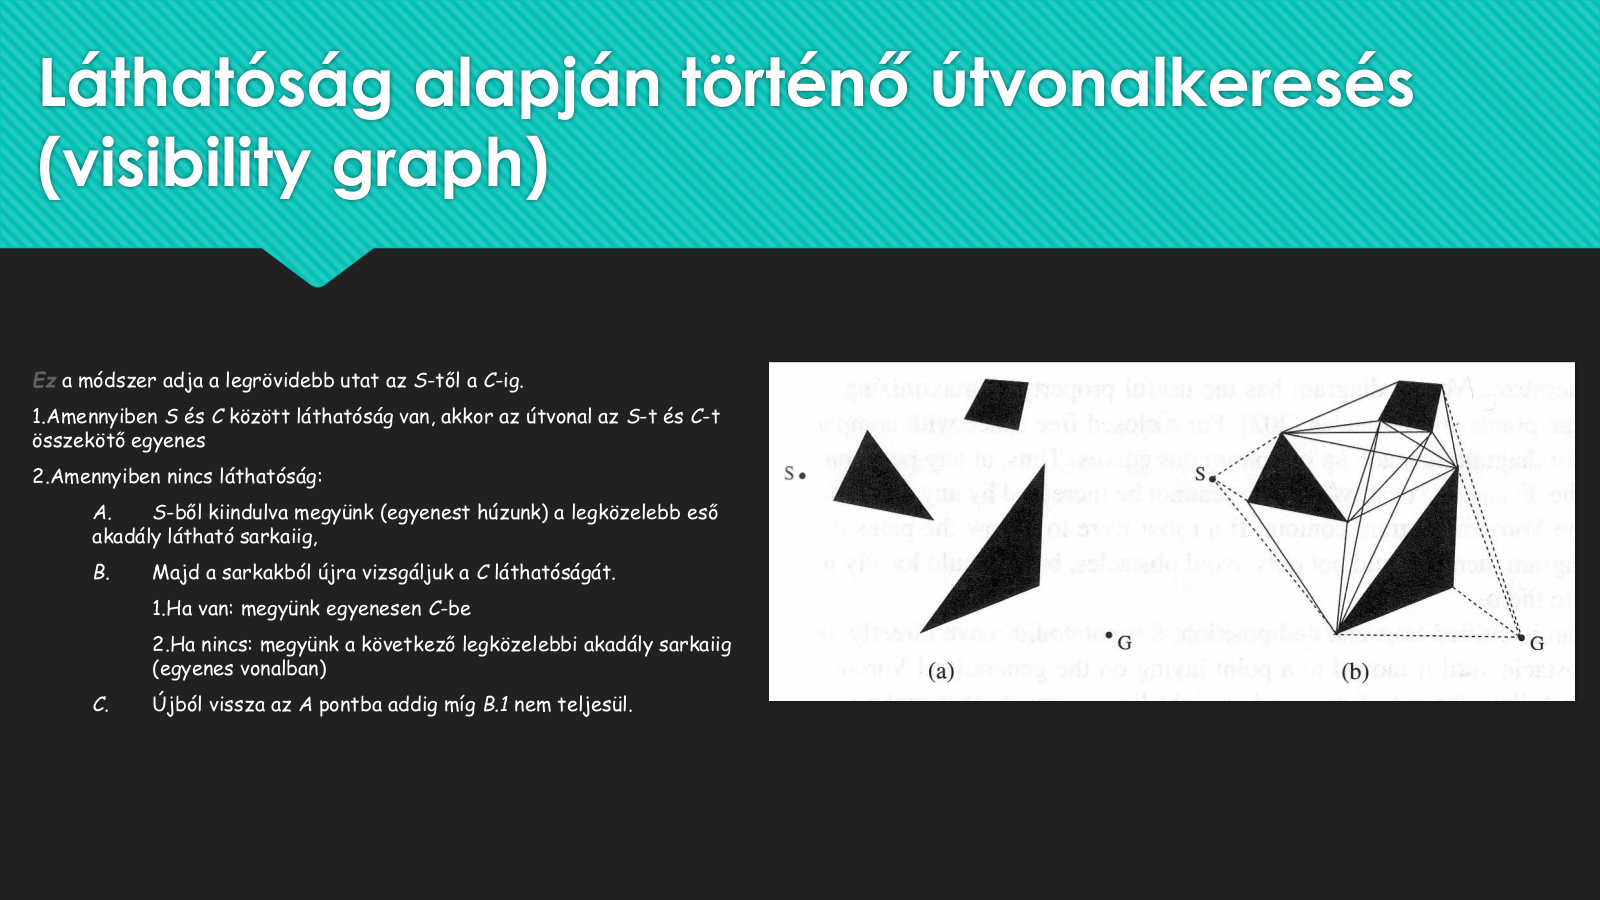 Láthatóság alapján történő útvonalkeresés
(visibility graph)
Ez a módszer adja a legrövidebb utat az S-től a C-ig.
1.Amennyiben S és C között láthatóság van, akkor az útvonal az S-t és C-t
összekötő egyenes
2.Amennyiben nincs láthatóság:
A. S-ből kiindulva megyünk (egyenest húzunk) a legközelebb eső
akadály látható sarkaiig,
B. Majd a sarkakból újra vizsgáljuk a C láthatóságát.
1.Ha van: megyünk egyenesen C-be
2.Ha nincs: megyünk a következő legközelebbi akadály sarkaiig
(egyenes vonalban)
C. Újból vissza az A pontba addig míg B.1 nem teljesül.
S
G
(a)
S
G
(b)